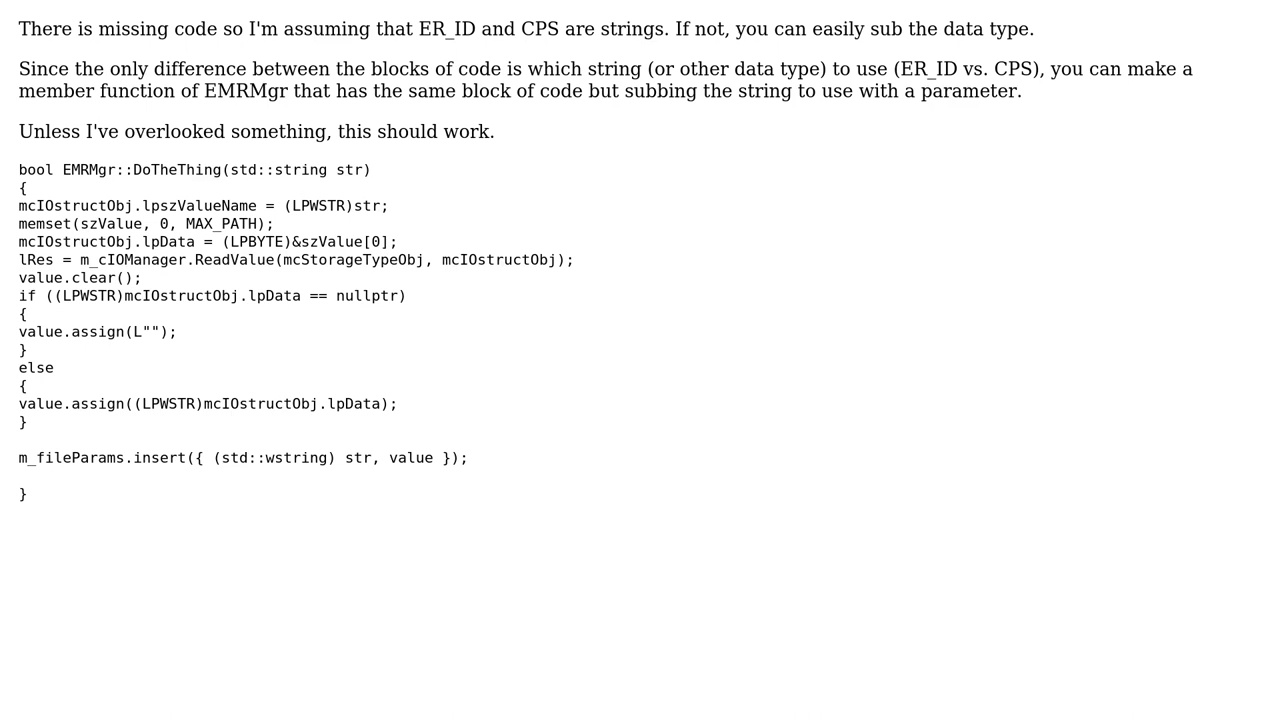 There is missing code so I'm assuming that ER_ID and CPS are strings. If not, you can easily sub the data type.
Since the only difference between the blocks of code is which string (or other data type) to use (ER_ID vs. CPS), you can make a
member function of EMRMgr that has the same block of code but subbing the string to use with a parameter.
Unless I've overlooked something, this should work.
bool EMRMgr::DoTheThing(std::string str)
{
mcIOstructObj.lpszValueName = (LPWSTR)str;
memset(szValue, 0, MAX_PATH);
mcIOstructObj.lpData = (LPBYTE)&szValue[0];
lRes = m_cIOManager.ReadValue(mcStorageTypeObj, mcIOstructObj);
value.clear();
if ((LPWSTR)mcIOstructObj.lpData == nullptr)
{
value.assign(L"");
}
else
{
value.assign((LPWSTR)mcIOstructObj.lpData);
}
m_fileParams.insert({ (std::wstring) str, value });
}